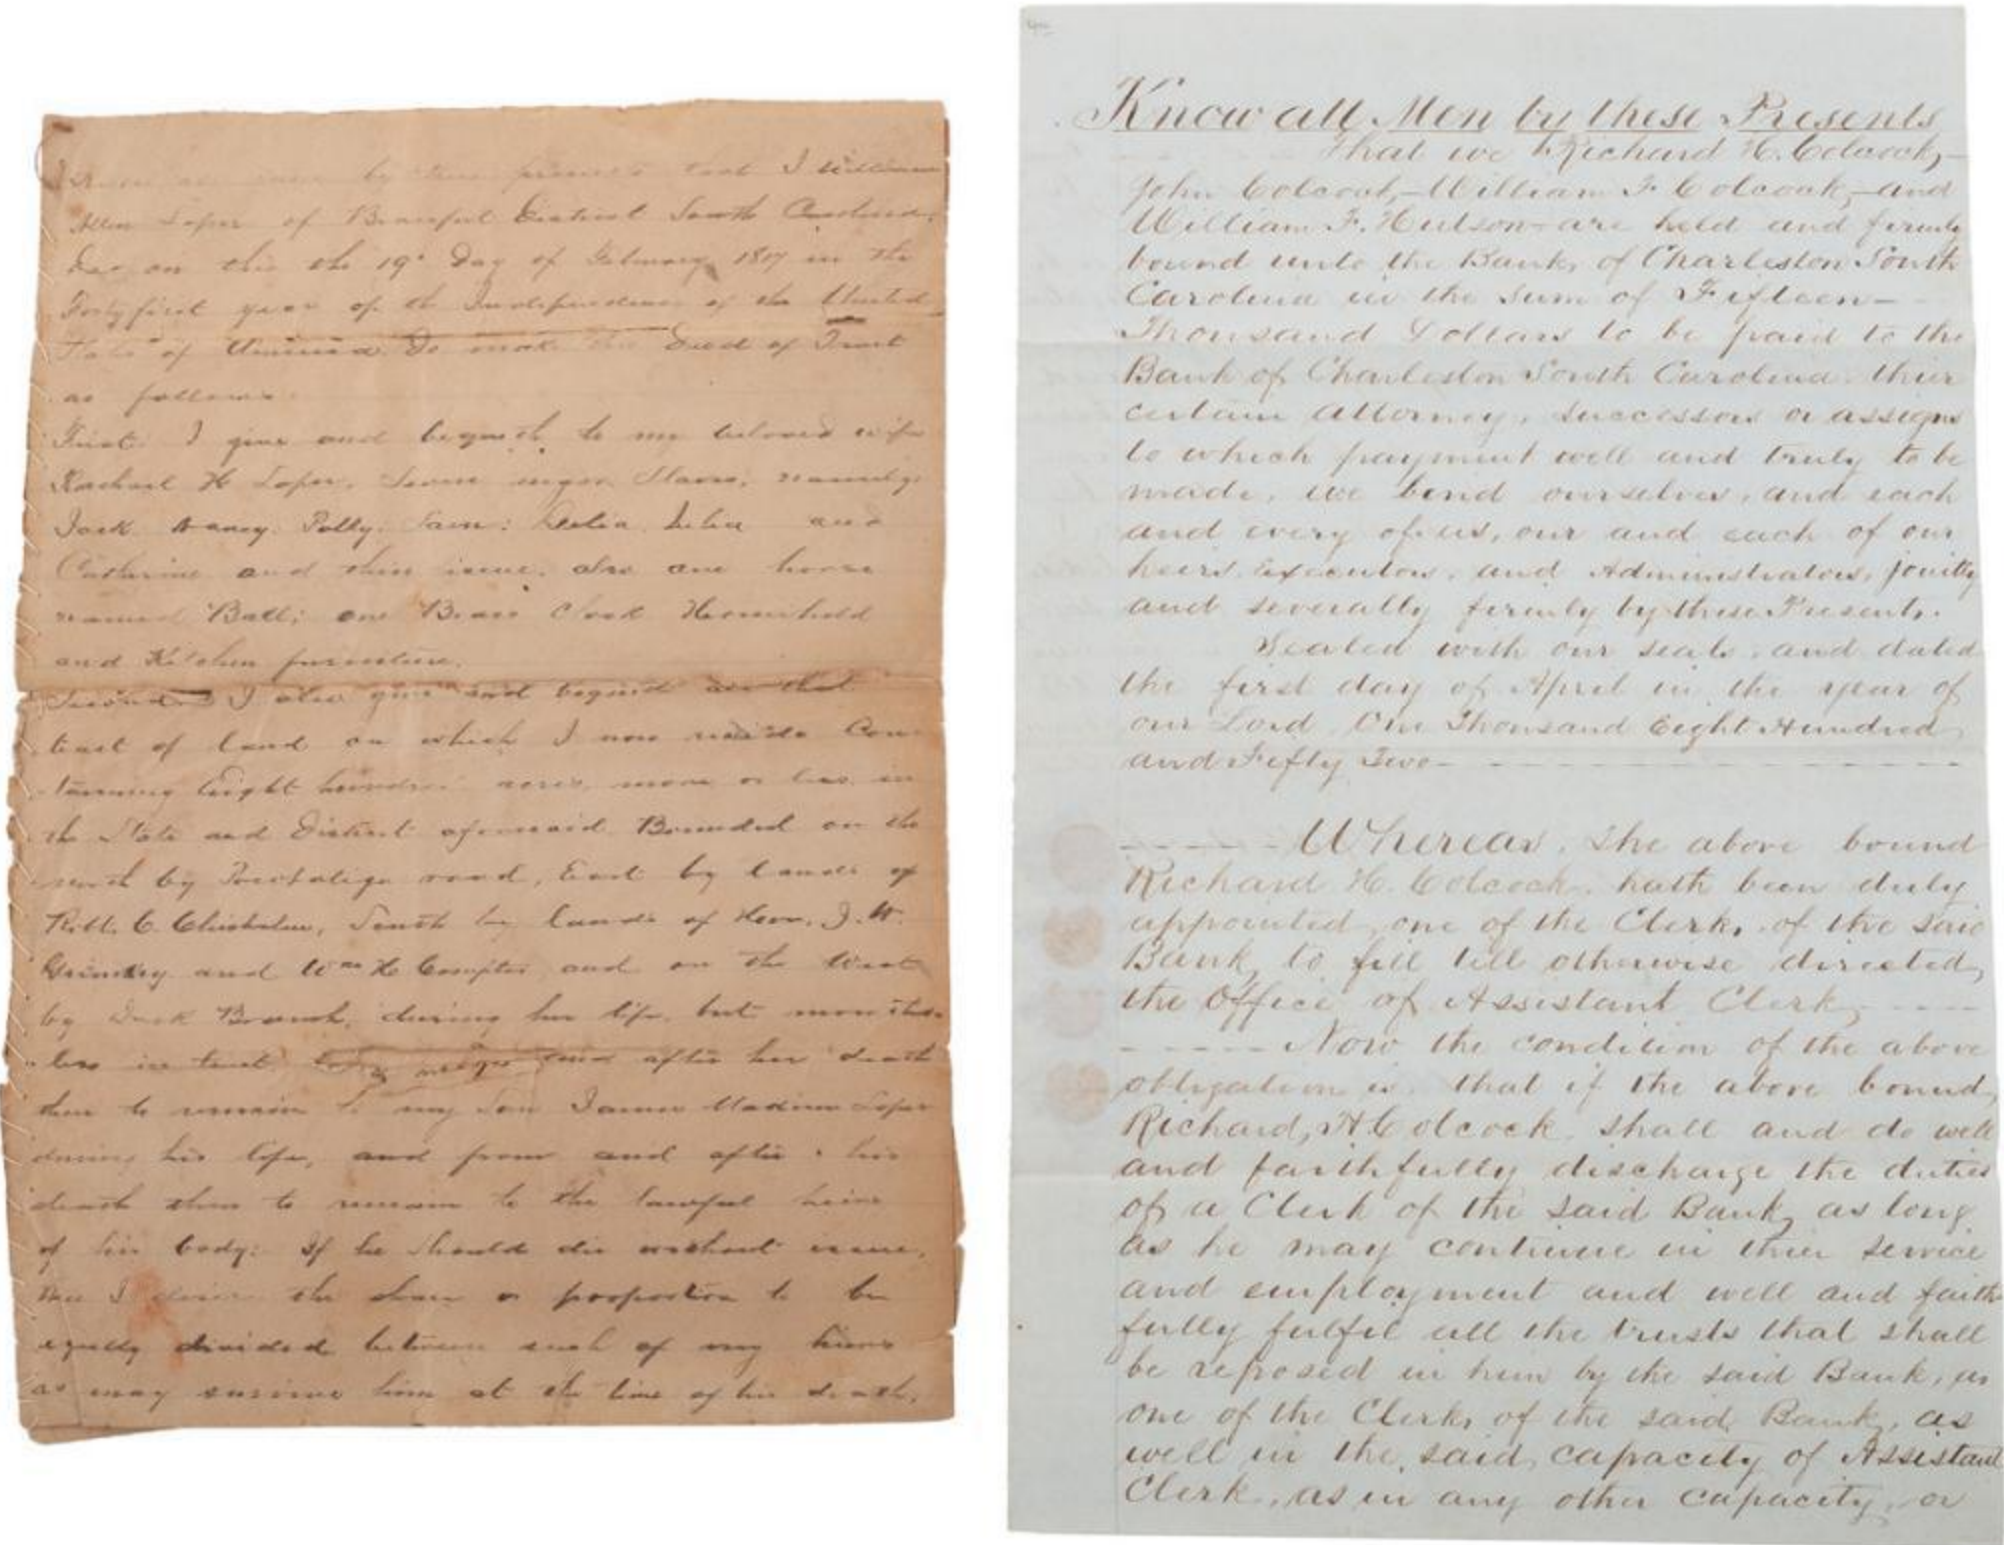 Know all men by these presents that I William
Allen Loper of Beaufort District South Carolina,
on this the 19th Day of February 1817 in the
Forty first year of the Independence of the United
State of America Do make this Deed of Trust
as follows.
First. I give and bequeath to my beloved wife
Rachael H Loper, Seven negro Slaves, namely;
Jack Nancy. Polly. Sam: Delia and
Catharine and their issue. also one horse
named Ball; one Brass Clock Household
and Kitchen furniture.
Second I also give and bequeath all that
tract of land on which I now reside Con
taining Eight hundred acres more or less in
the State and District aforesaid Bounded on the
north by Pocotaligo road, East by lands of
Robt. C. Chisholm, South by lands of Henr. J. W.
and Wm H and on the West
by Duck Branch, during her life, but
in trust and after her death
then to remain to my Son James Madison Loper
during his life, and from and after his
death then to remain to the lawful heirs
of his body: If he should die without issue,
then I desire the share or proportion to be
equally divided between such of my heirs
as may survive him at the time of his death.
Know all Men by these Presents
That we Richard H. Colcock,
John Colcock, William F. Colcock, and
William F. Hutson are held and firmly
bound unto the Bank, of Charleston South
Carolina in the sum of Fifteen
Thousand Dollars to be paid to the
Bank of Charleston South Carolina. thier
certain attorney, successors or assigns
to which payment well and truly to be
made, we bind ourselves, and each
and every of us, our and each of our
heirs, Executors, and Administrators, jointly
and severally firmly by these Presents.
Sealed with our seals, and dated
the first day of April in the year of
our Lord One Thousand Eight Hundred
and Fifty Two
Whereas, the above bound
Richard H. Colcock, hath been duly
appointed, one of the Clerks, of the said
Bank, to fill till otherwise directed,
the Office of Assistant Clerk,
Now the condition of the above
obligation is, that if the above bound,
Richard, H Colcock shall and do well
and faithfully discharge the duties
of a Clerk of the said Bank, as long
as he may continue in thier service
and employment and well and faith
fully fulfil all the trusts that shall
be reposed in him by the said Bank, as
one of the Clerks, of the said Bank, as
well in the said, capacity of Assistant
Clerk, as in any other capacity, or